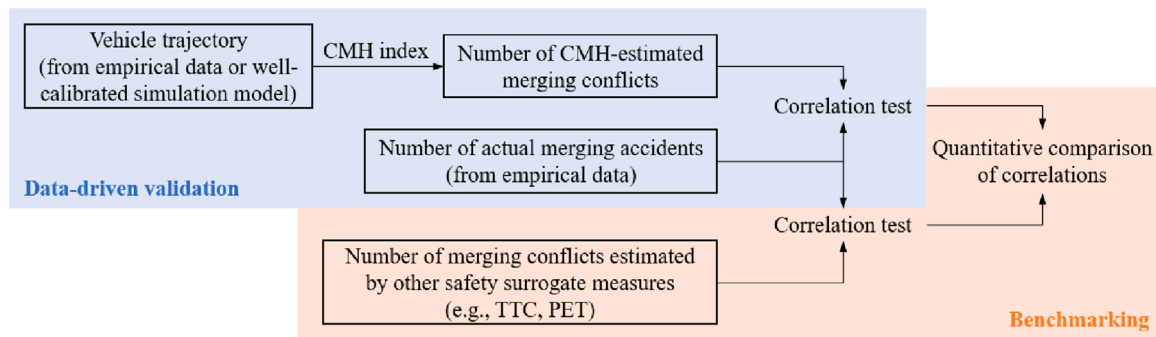 Vehicle trajectory
(from empirical data or well-
calibrated simulation model)
CMH index
Number of CMH-estimated
merging conflicts
Correlation test
Number of actual merging accidents
(from empirical data)
Quantitative comparison
of correlations
Data-driven validation
Correlation test
Number of merging conflicts estimated
by other safety surrogate measures
(e.g., TTC, PET)
Benchmarking